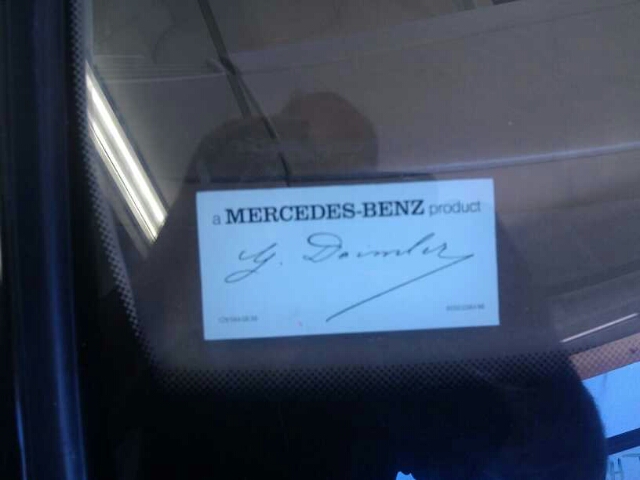 a MERCEDES-BENZ product
G. Daimler